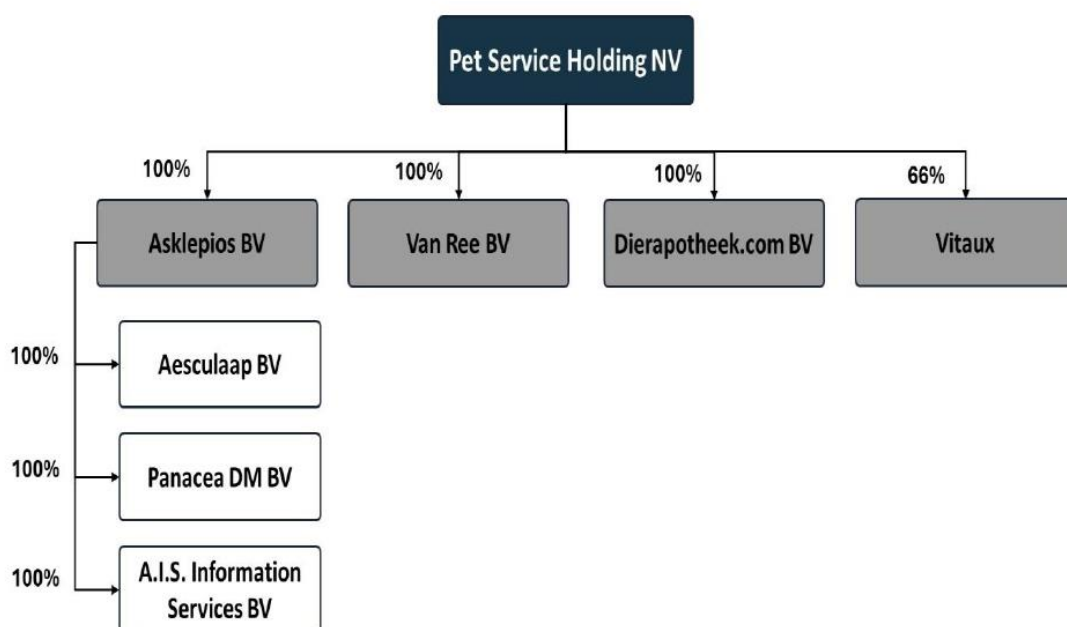 Pet Service Holding NV
100%
100%
100%
66%
Asklepios BV
Van Ree BV
Dierapotheek.com BV
Vitaux
100%
Aesculaap BV
100%
Panacea DM BV
100%
A.I.S. Information
Services BV